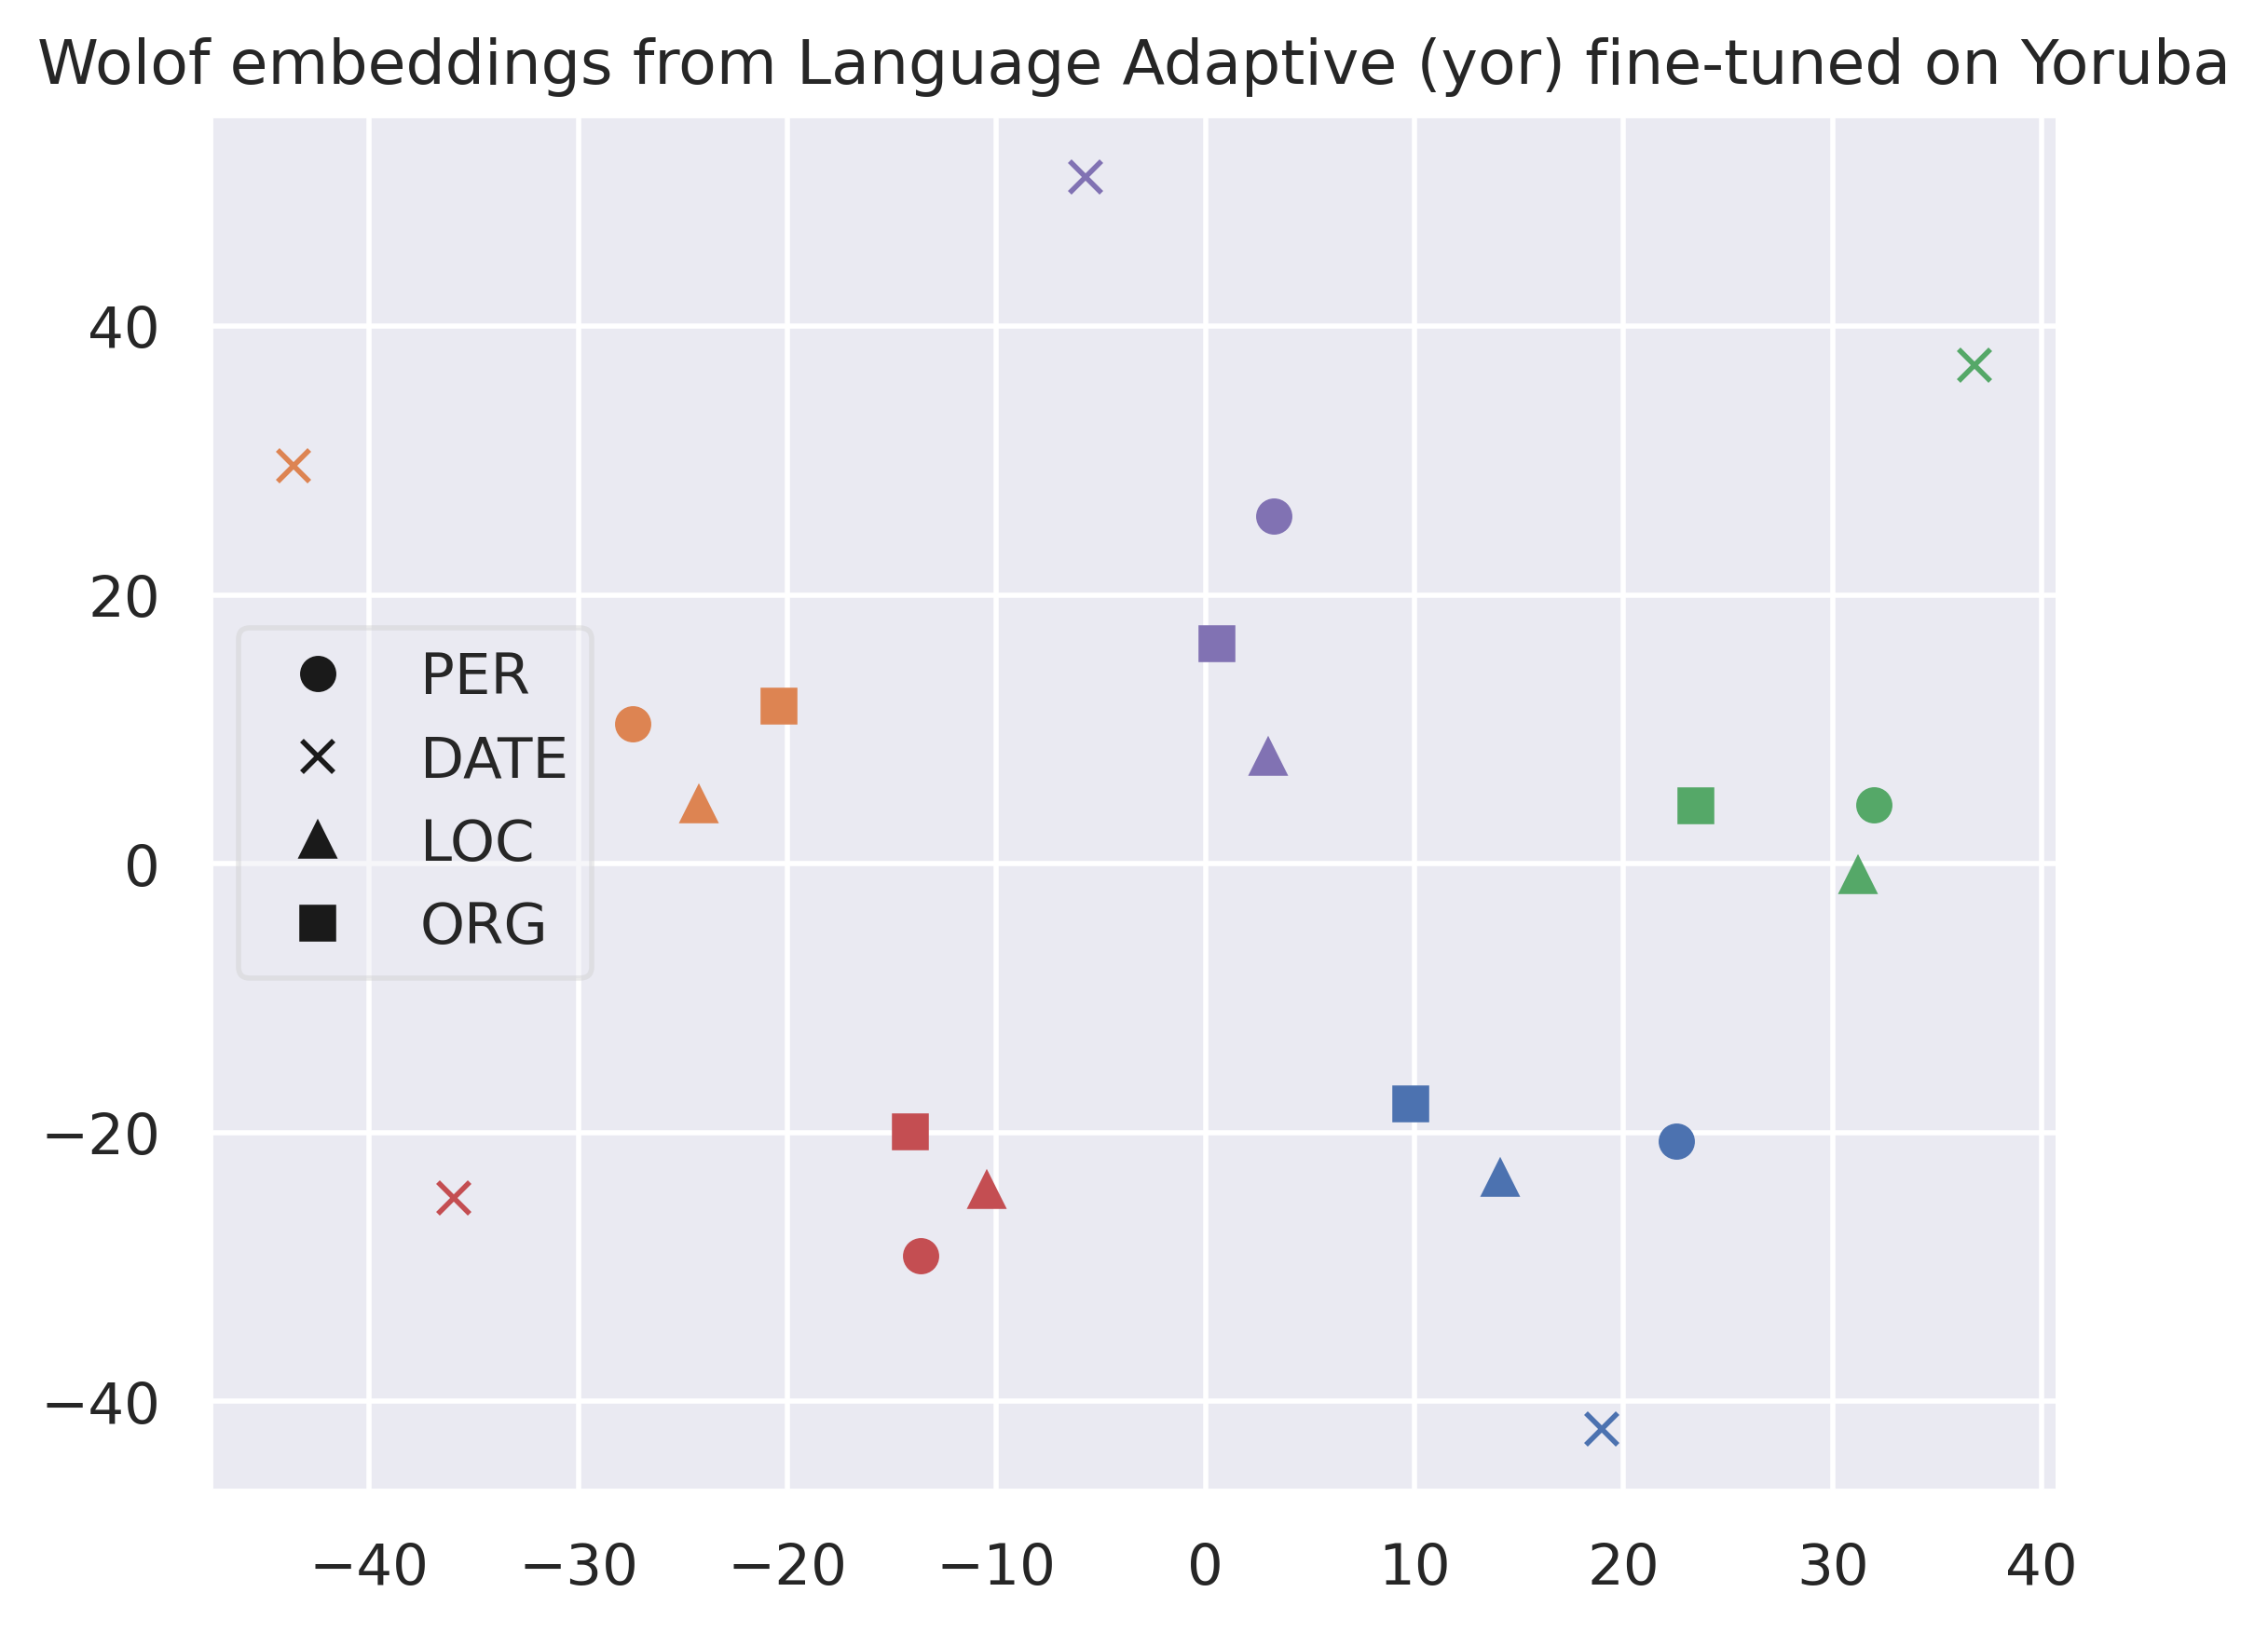 Wolof embeddings from Language Adaptive (yor) fine-tuned on Yoruba
40
20
0
−20
−40
PER
DATE
LOC
ORG
−40 −30 −20 −10 0 10 20 30 40